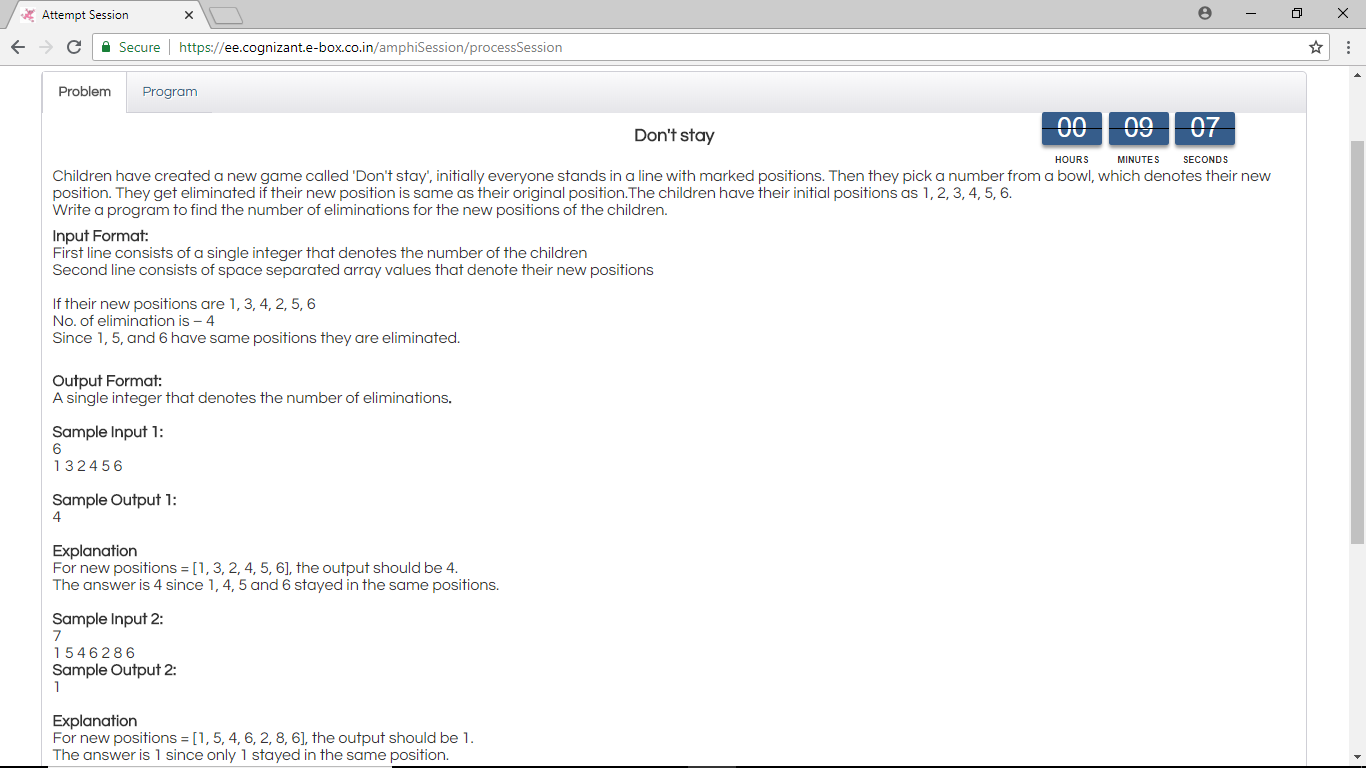 Attempt Session
Secure
https://ee.cognizant.e-box.co.in/amphiSession/processSession
Problem
Program
Don't stay
00 09 07
HOURS MINUTES SECONDS
Children have created a new game called 'Don't stay', initially everyone stands in a line with marked positions. Then they pick a number from a bowl, which denotes their new
position. They get eliminated if their new position is same as their original position.The children have their initial positions as 1, 2, 3, 4, 5, 6.
Write a program to find the number of eliminations for the new positions of the children.
Input Format:
First line consists of a single integer that denotes the number of the children
Second line consists of space separated array values that denote their new positions
If their new positions are 1, 3, 4, 2, 5, 6
No. of elimination is – 4
Since 1, 5, and 6 have same positions they are eliminated.
Output Format:
A single integer that denotes the number of eliminations.
Sample Input 1:
6
1 3 2 4 5 6
Sample Output 1:
4
Explanation
For new positions = [1, 3, 2, 4, 5, 6], the output should be 4.
The answer is 4 since 1, 4, 5 and 6 stayed in the same positions.
Sample Input 2:
7
1 5 4 6 2 8 6
Sample Output 2:
1
Explanation
For new positions = [1, 5, 4, 6, 2, 8, 6], the output should be 1.
The answer is 1 since only 1 stayed in the same position.